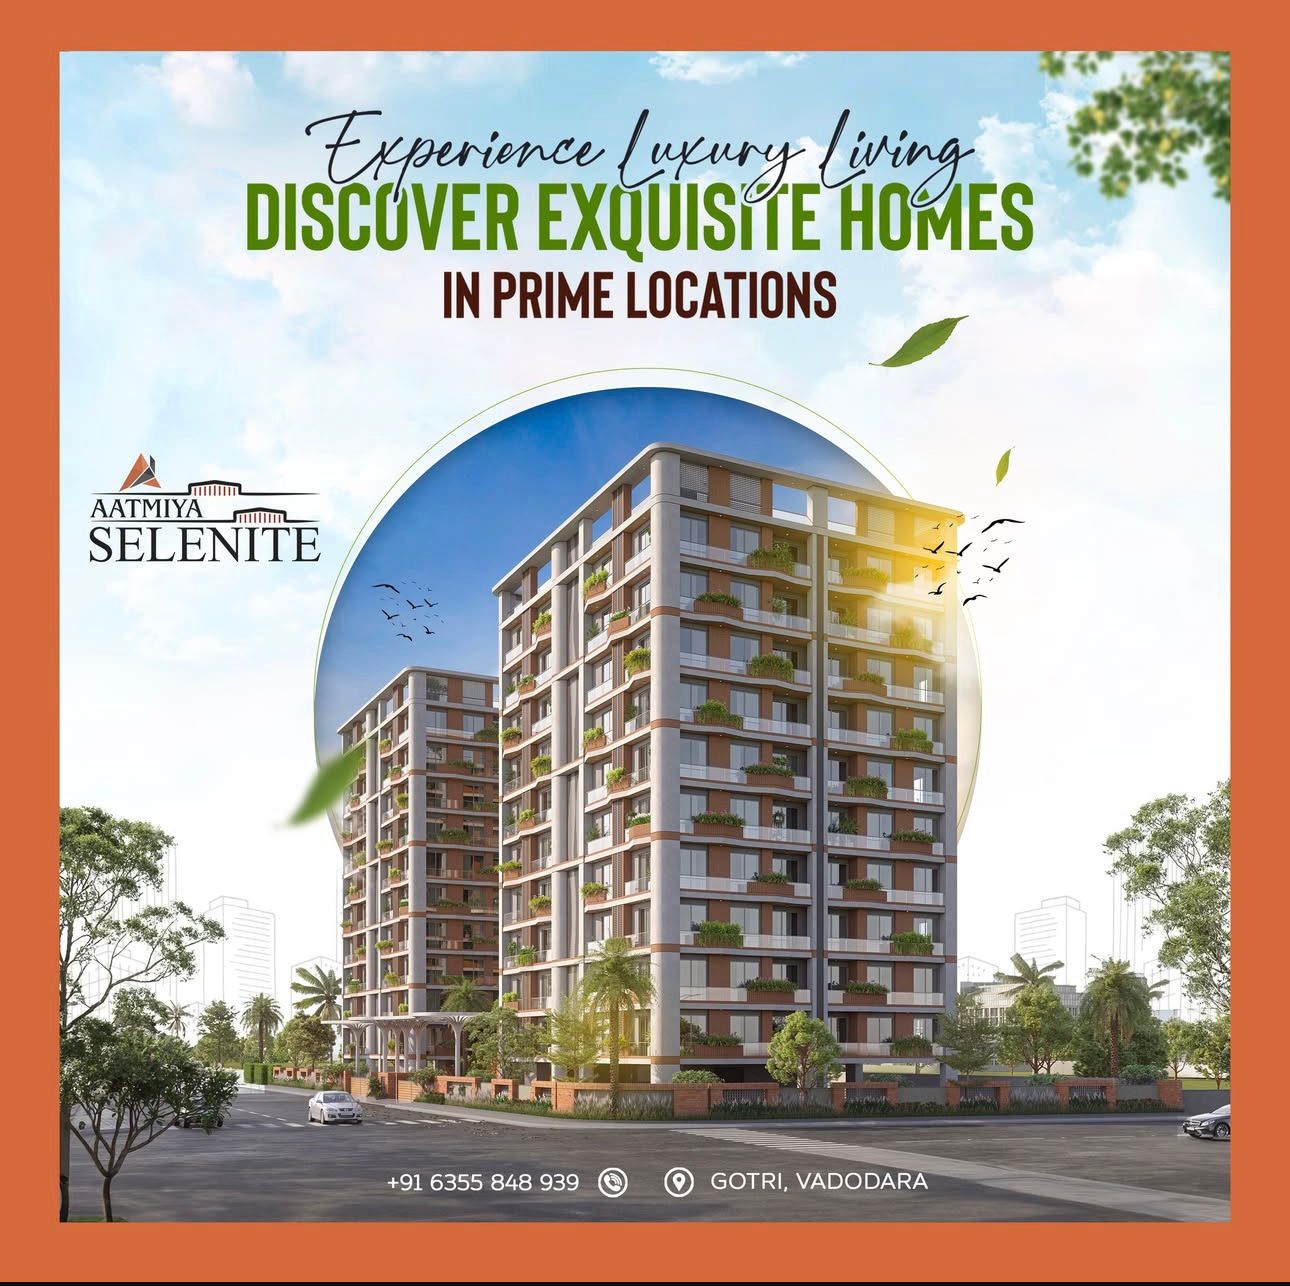 Experience Luxury Living
DISCOVER EXQUISITE HOMES
IN PRIME LOCATIONS
AATMIYA
SELENITE
+91 6355 848 939
GOTRI, VADODARA